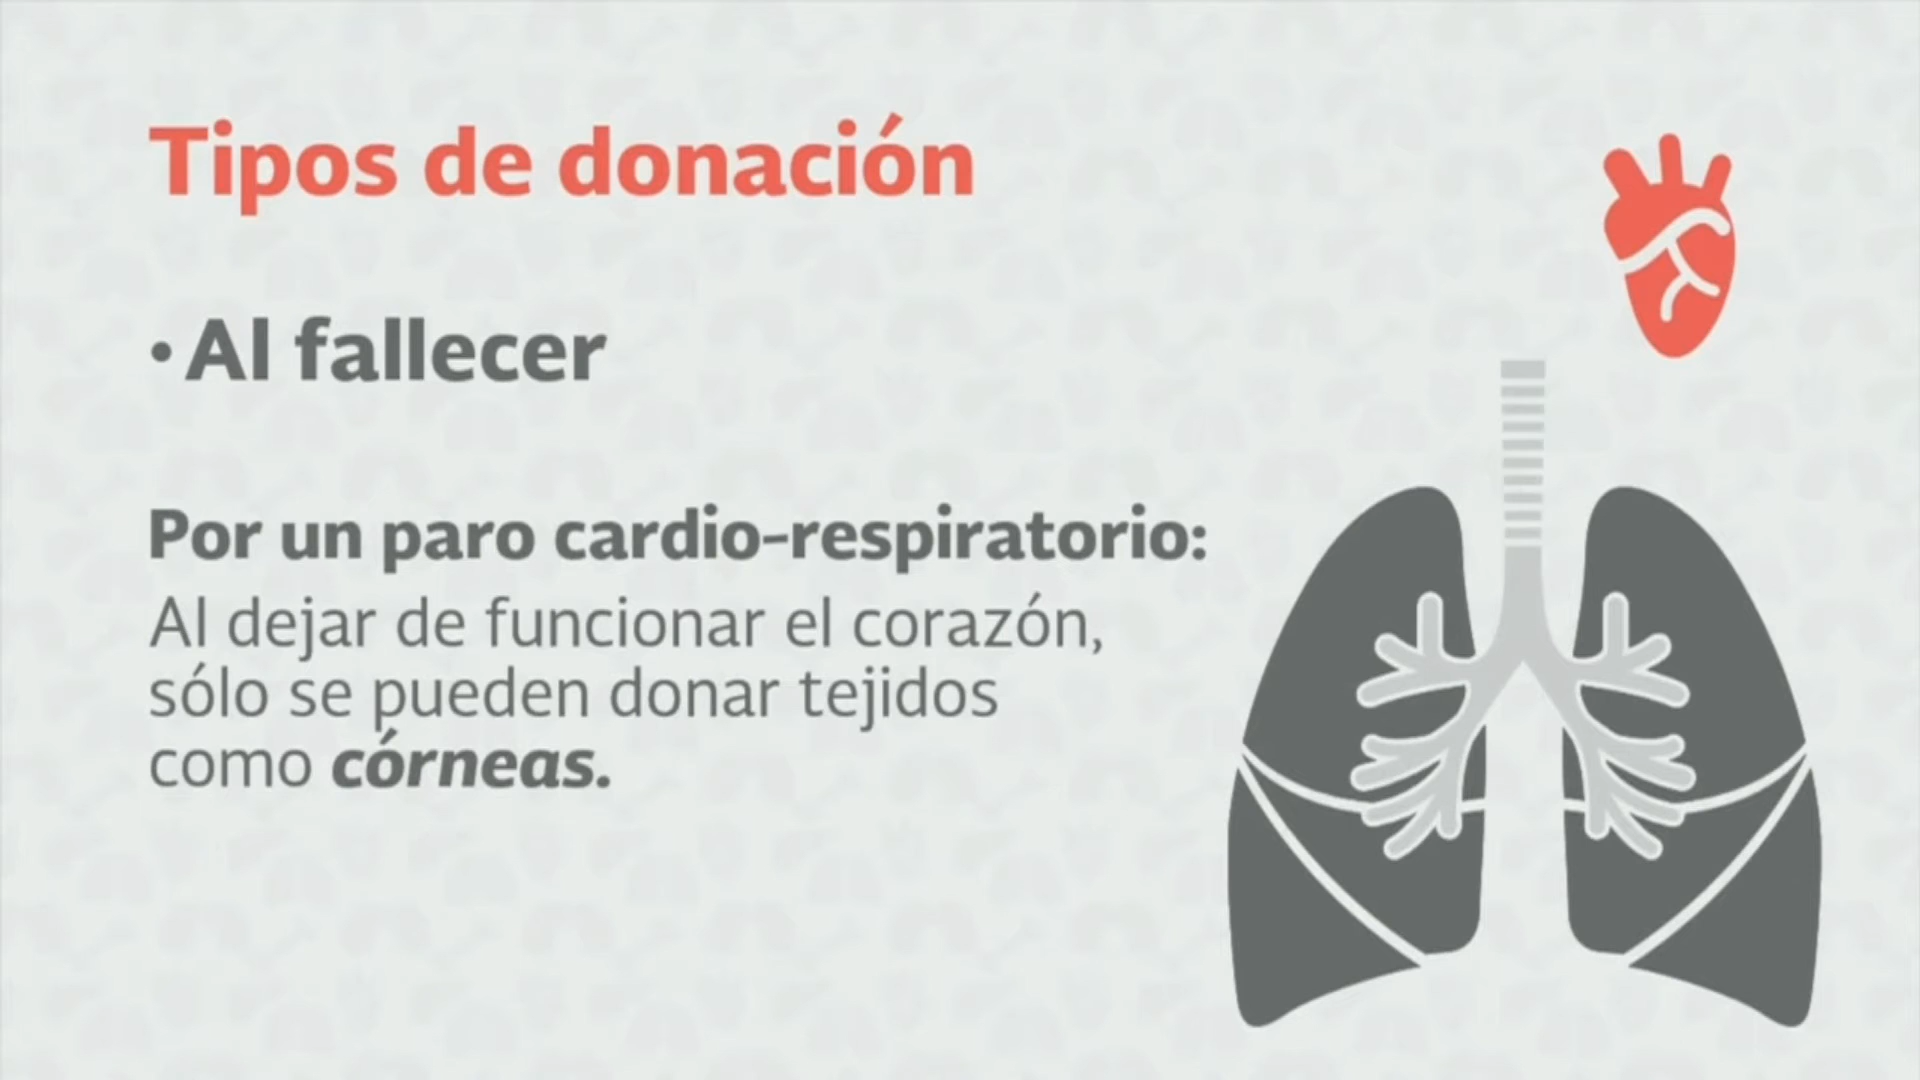 Tipos de donación
• Al fallecer
Por un paro cardio-respiratorio:
Al dejar de funcionar el corazón,
sólo se pueden donar tejidos
como córneas.